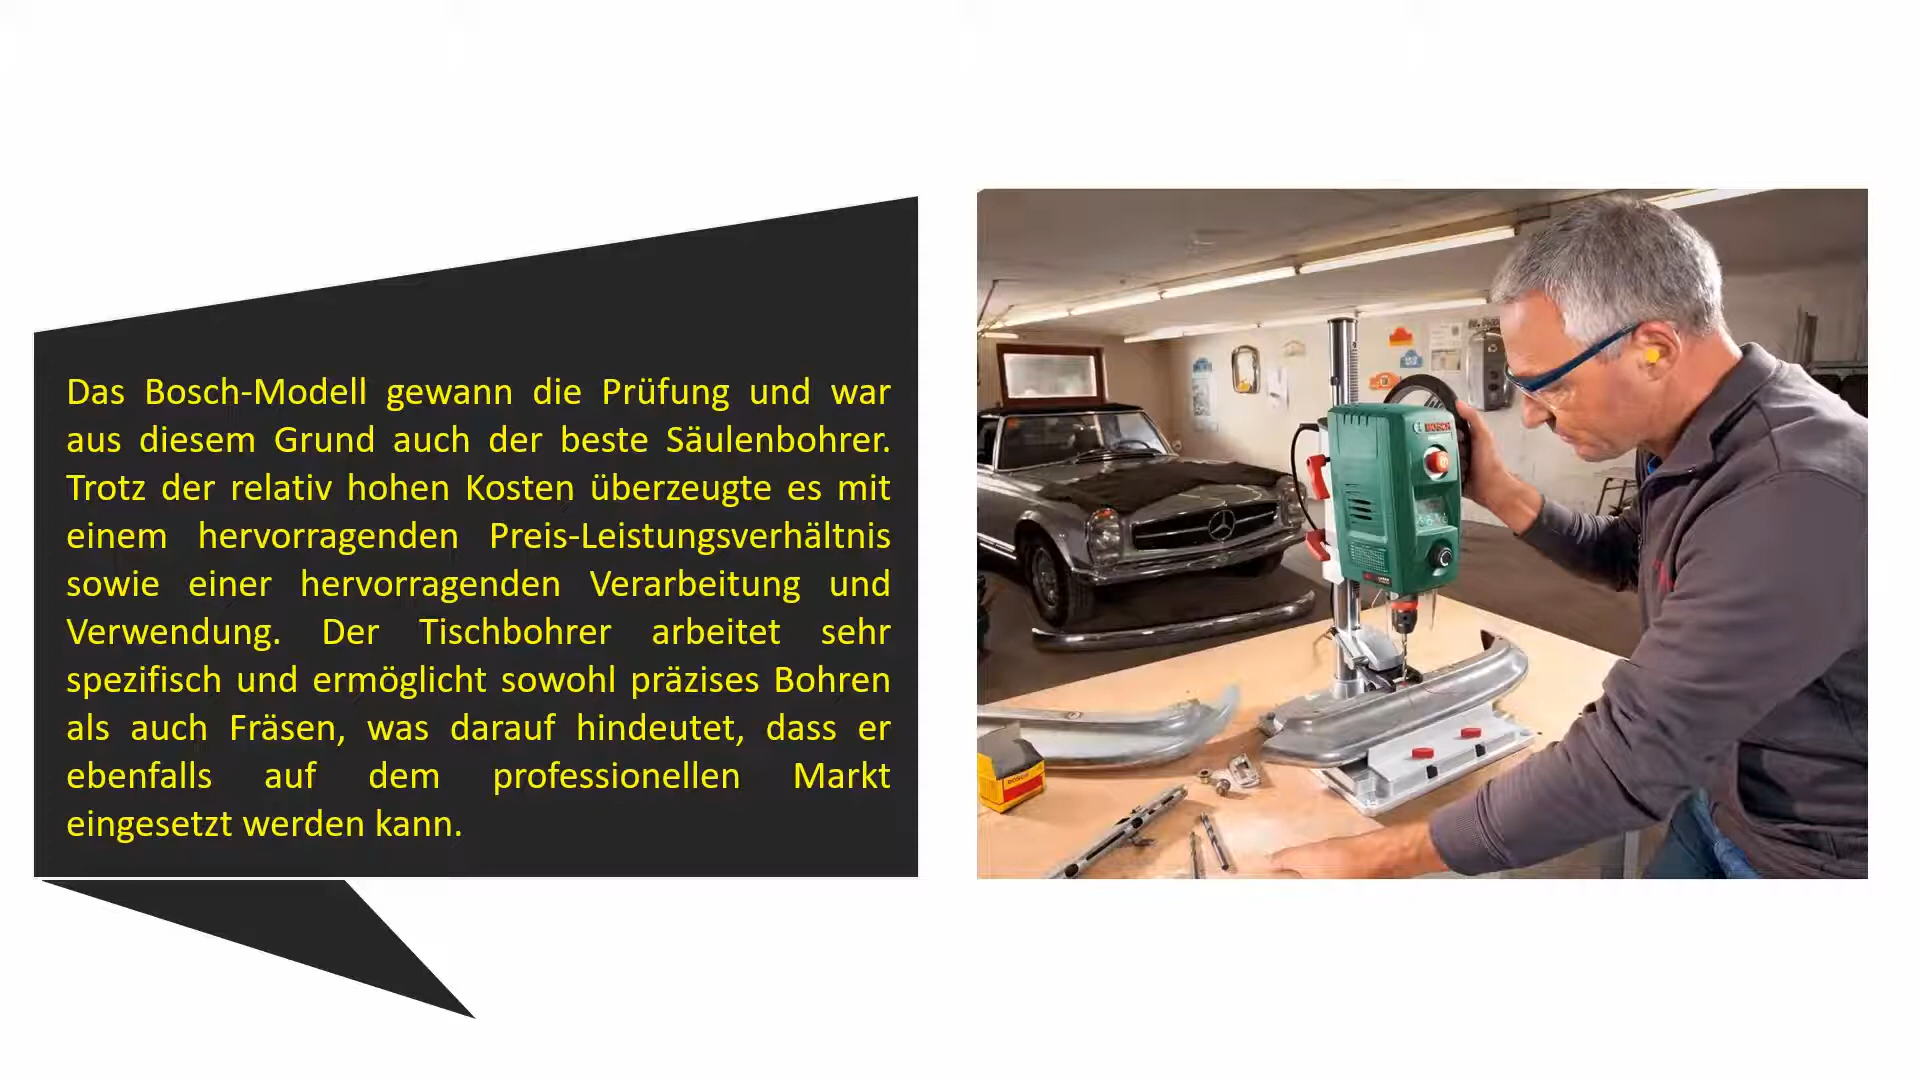 Das Bosch-Modell gewann die Prüfung und war
aus diesem Grund auch der beste Säulenbohrer.
Trotz der relativ hohen Kosten überzeugte es mit
einem hervorragenden Preis-Leistungsverhältnis
sowie einer hervorragenden Verarbeitung und
Verwendung. Der Tischbohrer arbeitet sehr
spezifisch und ermöglicht sowohl präzises Bohren
als auch Fräsen, was darauf hindeutet, dass er
ebenfalls auf dem professionellen Markt
eingesetzt werden kann.
BOSCH
BOSCH